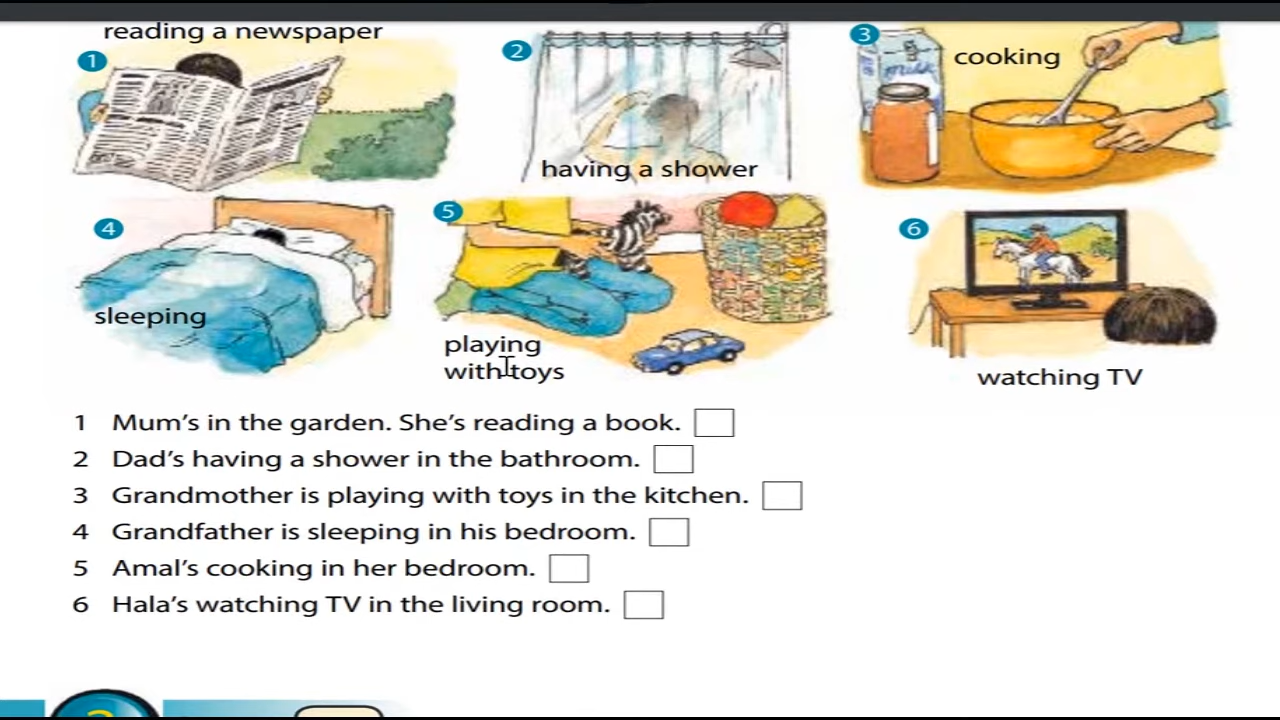 reading a newspaper
1
2
3
cooking
milk
having a shower
4
5
6
sleeping
playing
with toys
watching TV
1 Mum's in the garden. She's reading a book.
2 Dad's having a shower in the bathroom.
3 Grandmother is playing with toys in the kitchen.
4 Grandfather is sleeping in his bedroom.
5 Amal's cooking in her bedroom.
6 Hala's watching TV in the living room.